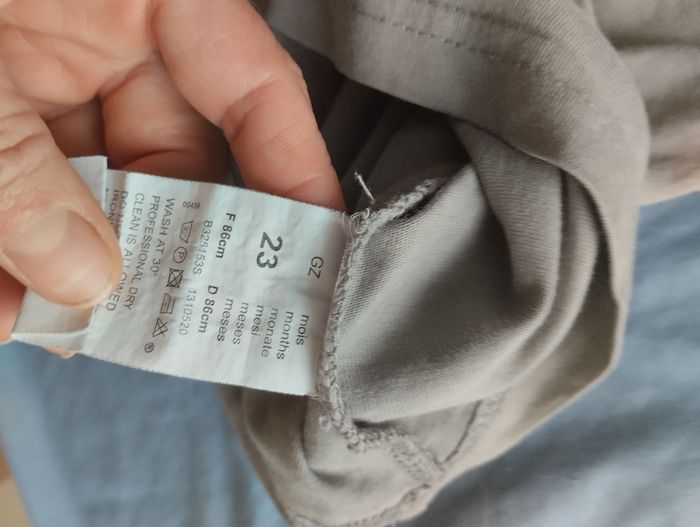 GZ
23
mois
months
monate
mesi
meses
meses
F 86cm D 86cm
B325153S 1310520
WASH AT 30°
PROFESSIONAL DRY
CLEAN IS ALLOWED